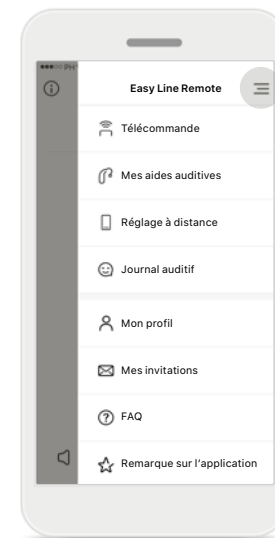 Easy Line Remote
Télécommande
Mes aides auditives
Réglage à distance
Journal auditif
Mon profil
Mes invitations
FAQ
Remarque sur l'application